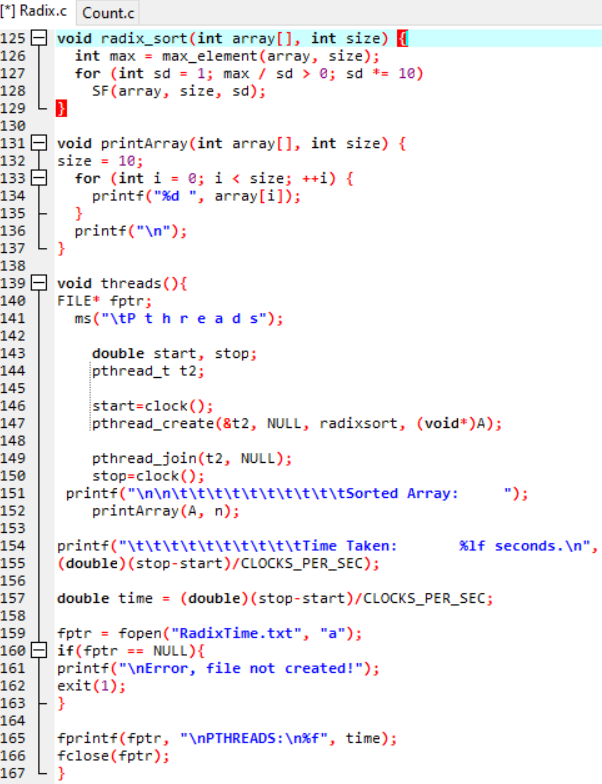 [*] Radix.c Count.c
125 void radix_sort(int array[], int size) {
126 int max = max_element(array, size);
127 for (int sd = 1; max / sd > 0; sd *= 10)
128 SF(array, size, sd);
129 }
130
131 void printArray(int array[], int size) {
132 size = 10;
133 for (int i = 0; i < size; ++i) {
134 printf("%d ", array[i]);
135 }
136 printf("\n");
137 }
138
139 void threads(){
140 FILE* fptr;
141 ms("\tP t h r e a d s");
142
143 double start, stop;
144 pthread_t t2;
145
146 start=clock();
147 pthread_create(&t2, NULL, radixsort, (void*)A);
148
149 pthread_join(t2, NULL);
150 stop=clock();
151 printf("\n\n\t\t\t\t\t\t\t\t\t\tSorted Array:     ");
152 printArray(A, n);
153
154 printf("\t\t\t\t\t\t\t\t\t\tTime Taken:       %lf seconds.\n",
155 (double)(stop-start)/CLOCKS_PER_SEC);
156
157 double time = (double)(stop-start)/CLOCKS_PER_SEC;
158
159 fptr = fopen("RadixTime.txt", "a");
160 if(fptr == NULL){
161 printf("\nError, file not created!");
162 exit(1);
163 }
164
165 fprintf(fptr, "\nPTHREADS:\n%f", time);
166 fclose(fptr);
167 }